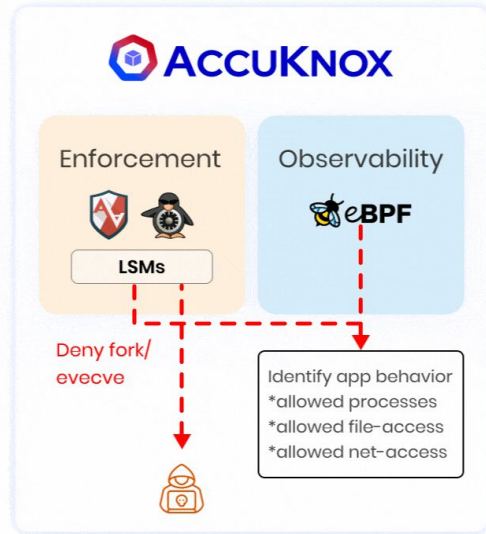 ACCUKNOX
Enforcement
Observability
eBPF
LSMs
Deny fork/
evecve
Identify app behavior
*allowed processes
*allowed file-access
*allowed net-access